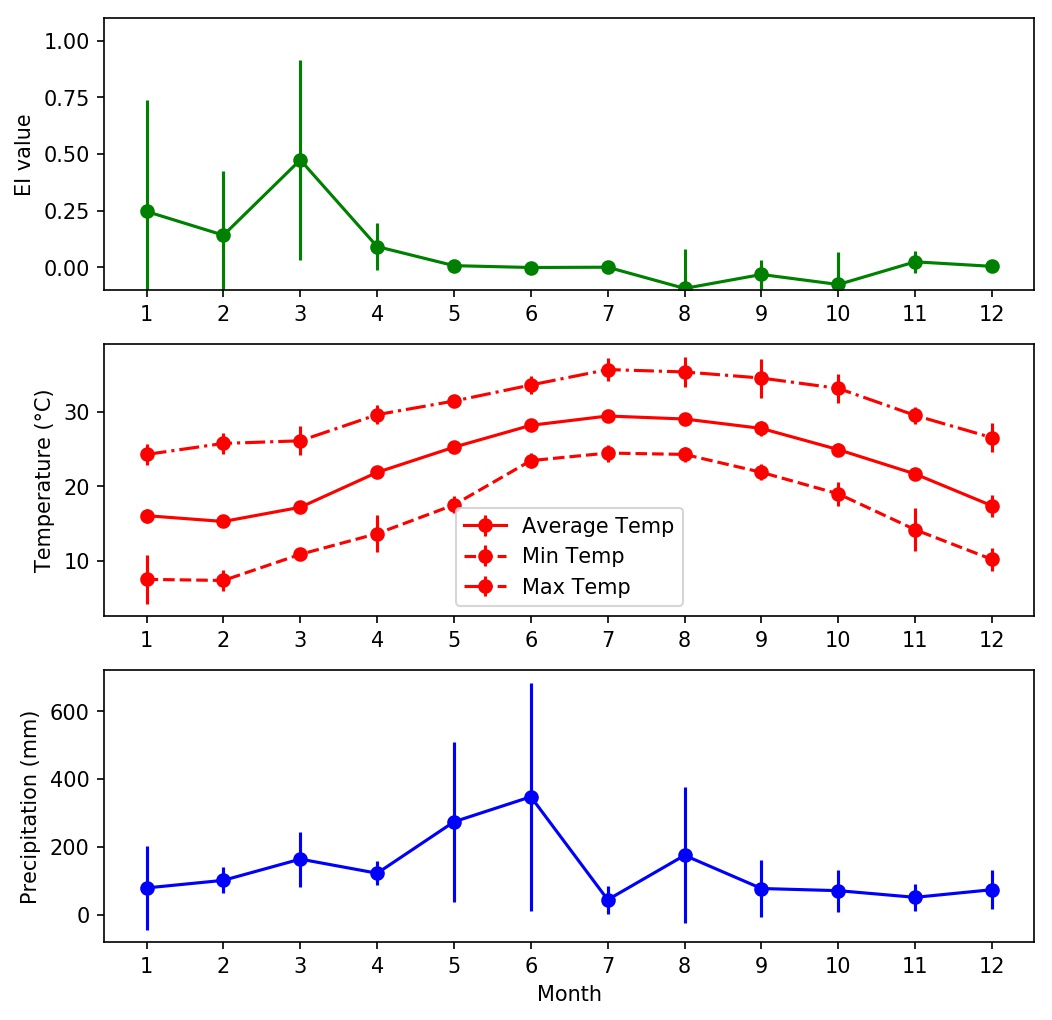 EI value
1.00
0.75
0.50
0.25
0.00
1 2 3 4 5 6 7 8 9 10 11 12
Temperature (°C)
30
20
10
Average Temp
Min Temp
Max Temp
1 2 3 4 5 6 7 8 9 10 11 12
Precipitation (mm)
600
400
200
0
1 2 3 4 5 6 7 8 9 10 11 12
Month